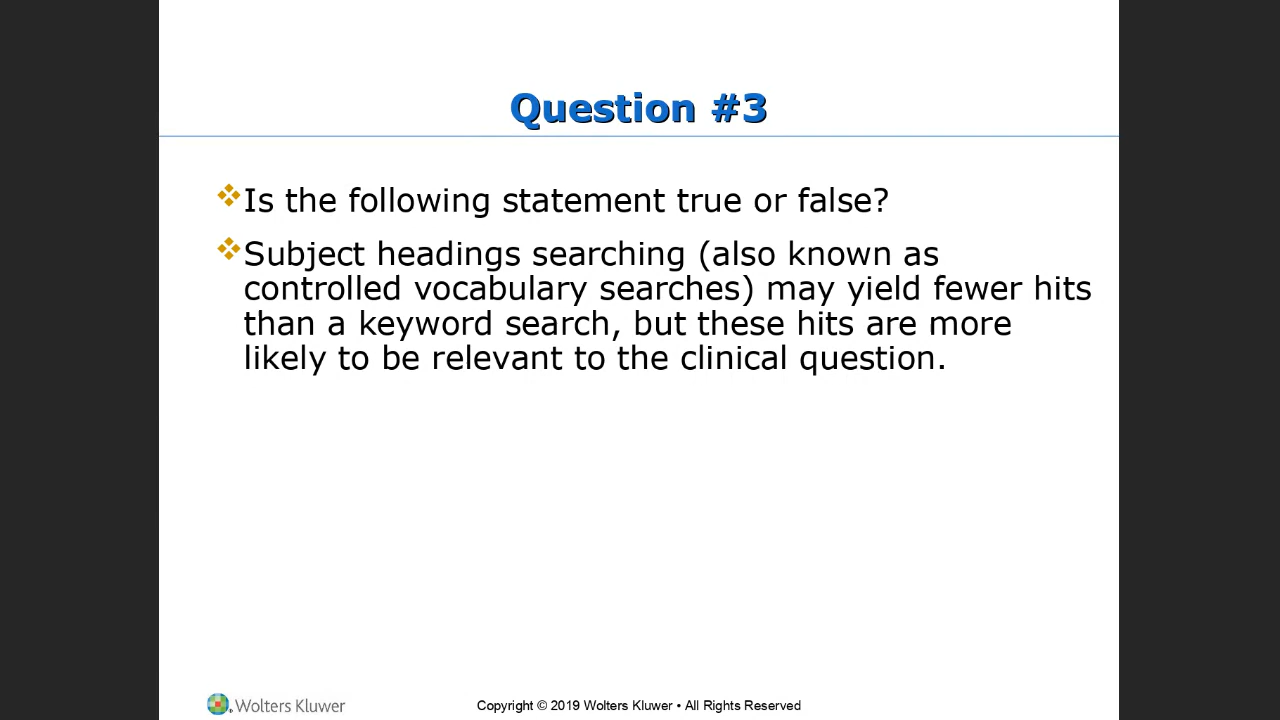 Question #3
Is the following statement true or false?
Subject headings searching (also known as
controlled vocabulary searches) may yield fewer hits
than a keyword search, but these hits are more
likely to be relevant to the clinical question.
Wolters Kluwer
Copyright © 2019 Wolters Kluwer • All Rights Reserved